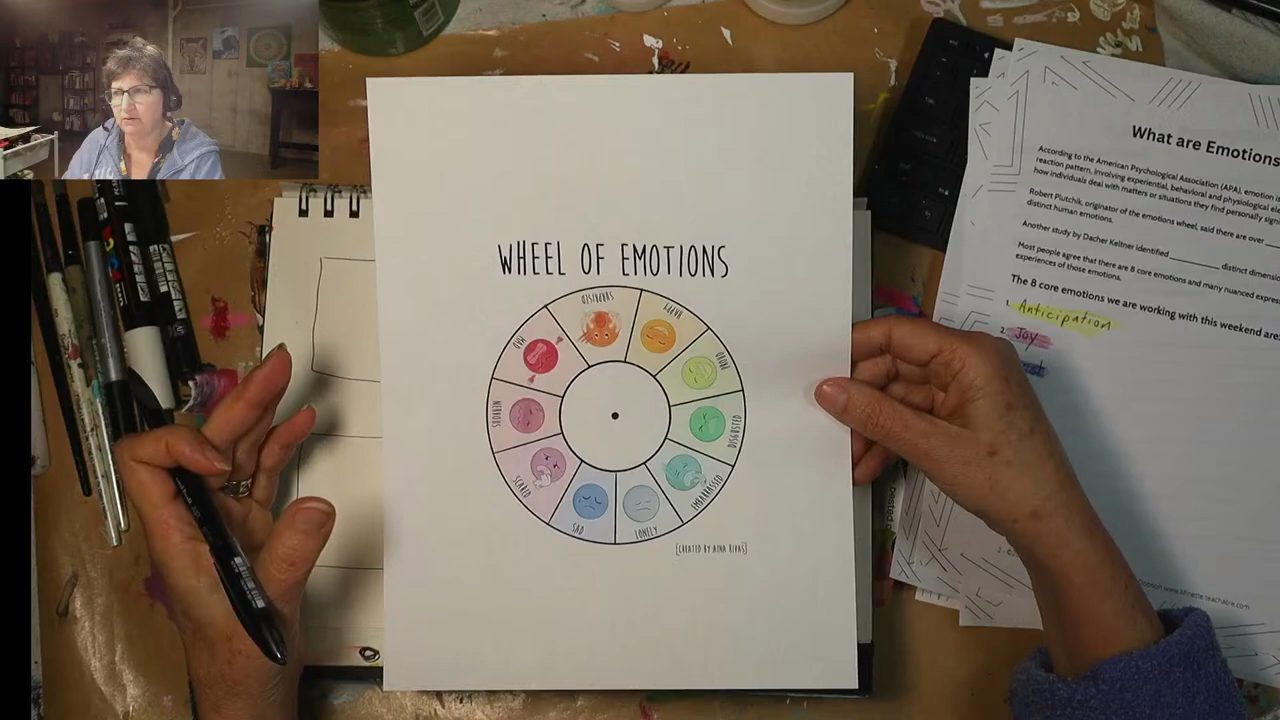 WHEEL OF EMOTIONS
SURPRISED
HAPPY
MAD
PROUD
NERVOUS
DISGUSTED
SCARED
EMBARRASSED
SAD
LONELY
[CREATED BY AINA RIVAS]
What are Emotions
According to the American Psychological Association (APA), emotion is
reaction pattern, involving experiential, behavioral and physiological
how individuals deal with matters or situations they find personally
Robert Plutchik, originator of the emotions wheel, said there are over
distinct human emotions.
Another study by Dacher Keltner identified __________ distinct
Most people agree that there are 8 core emotions and many nuanced
experiences of those emotions.
The 8 core emotions we are working with this weekend are:
1. Anticipation
2. Joy